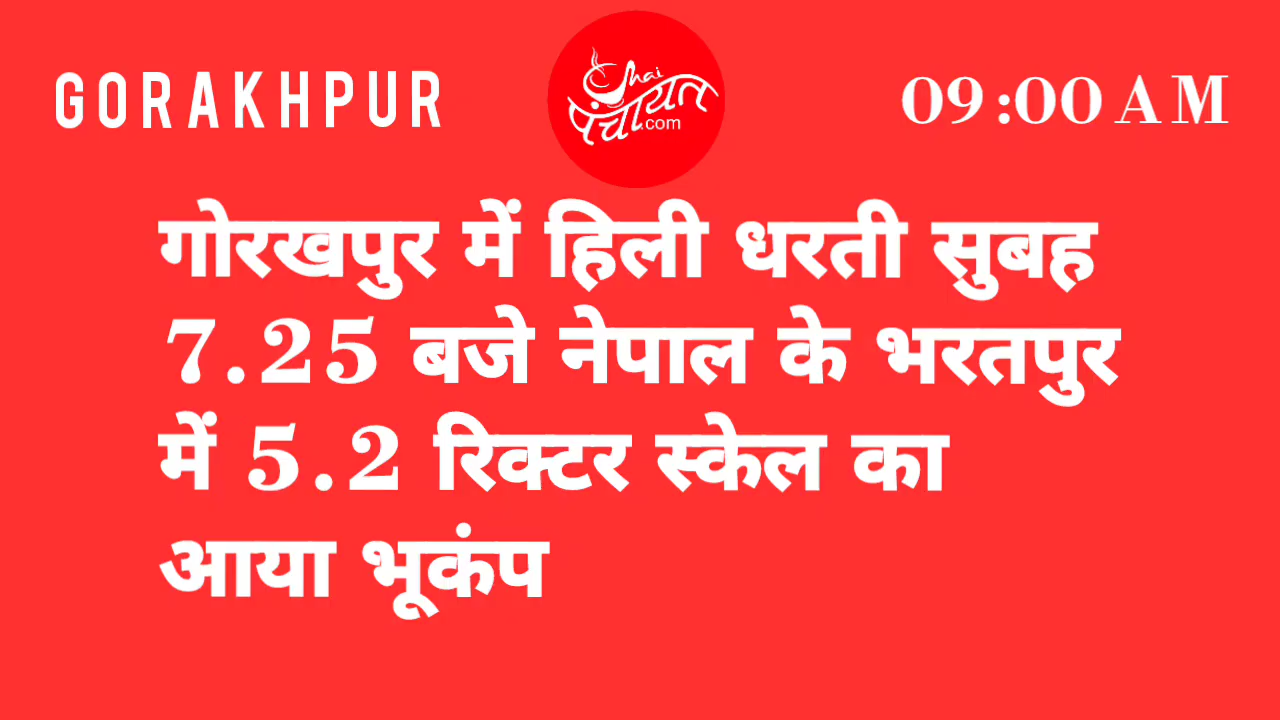 GORAKHPUR
Chai
पंचायत
.com
09:00 AM
गोरखपुर में हिली धरती सुबह
7.25 बजे नेपाल के भरतपुर
में 5.2 रिक्टर स्केल का
आया भूकंप